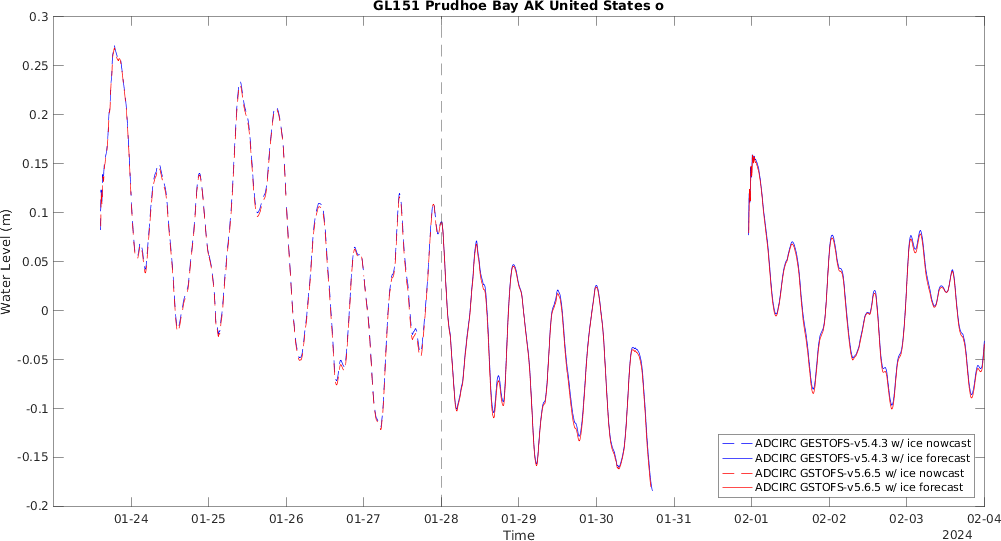 GL151 Prudhoe Bay AK United States o
0.3
0.25
0.2
0.15
0.1
0.05
0
-0.05
-0.1
-0.15
-0.2
Water Level (m)
ADCIRC GESTOFS-v5.4.3 w/ ice nowcast
ADCIRC GESTOFS-v5.4.3 w/ ice forecast
ADCIRC GSTOFS-v5.6.5 w/ ice nowcast
ADCIRC GSTOFS-v5.6.5 w/ ice forecast
01-24 01-25 01-26 01-27 01-28 01-29 01-30 01-31 02-01 02-02 02-03 02-04
Time
2024